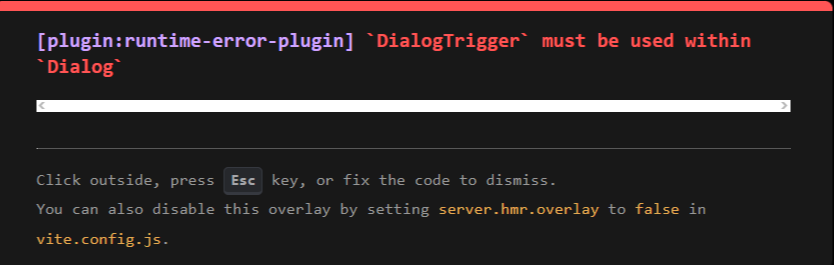 [plugin:runtime-error-plugin] `DialogTrigger` must be used within
`Dialog`
Click outside, press Esc key, or fix the code to dismiss.
You can also disable this overlay by setting server.hmr.overlay to false in
vite.config.js.